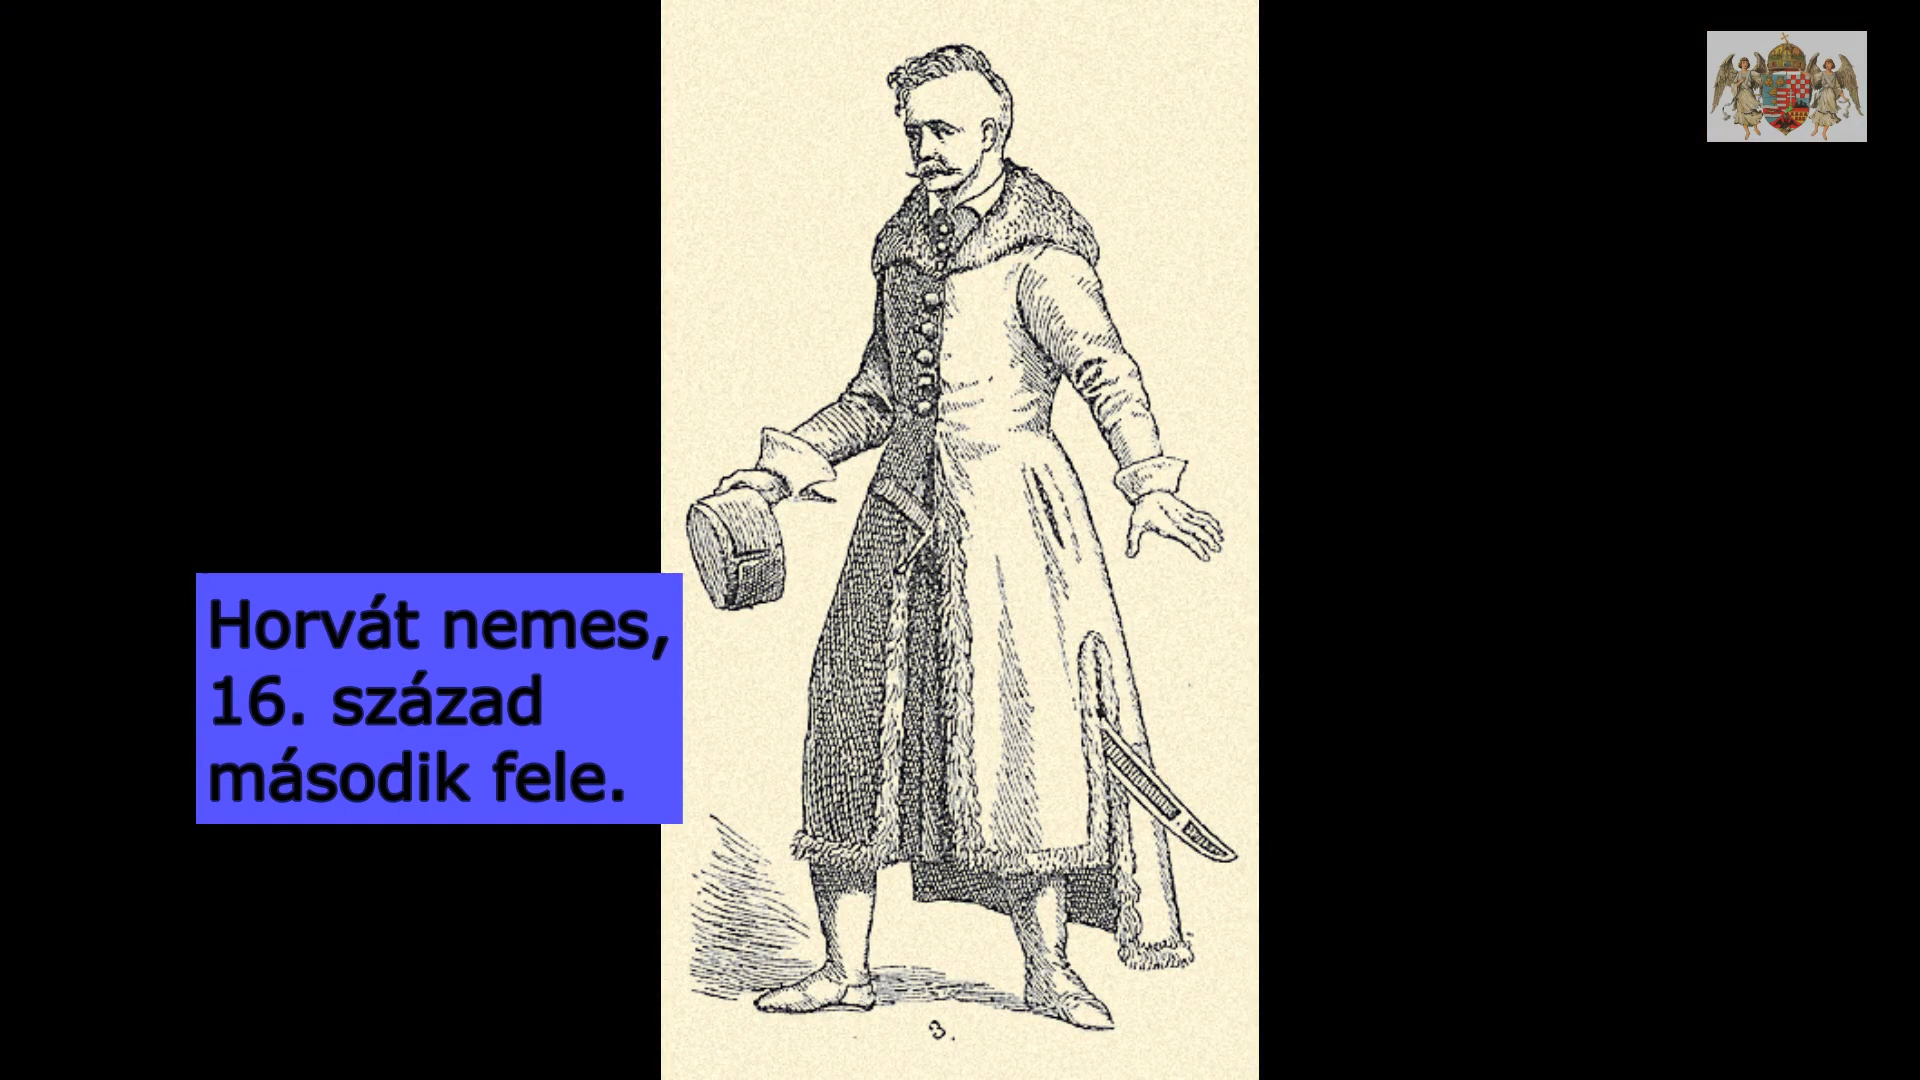 Horvát nemes,
16. század
második fele.
3.